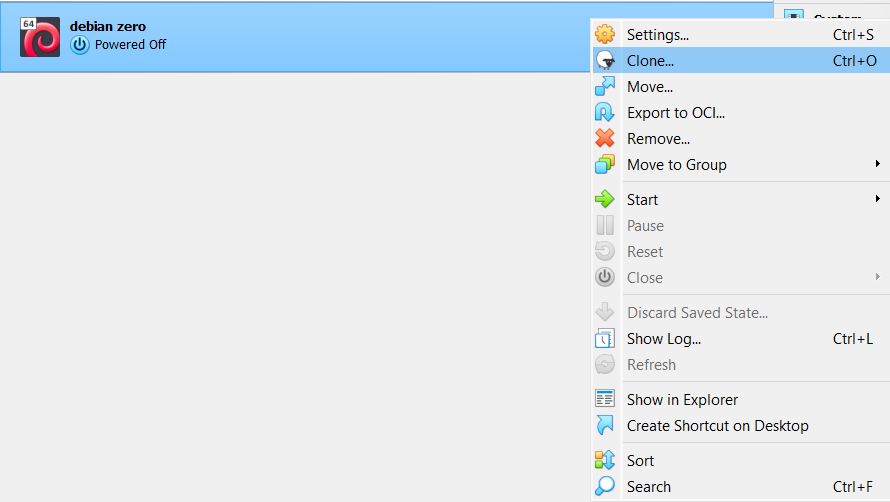 64
debian zero
Powered Off
System
Settings... Ctrl+S
Clone... Ctrl+O
Move...
Export to OCI...
Remove...
Move to Group
Start
Pause
Reset
Close
Discard Saved State...
Show Log... Ctrl+L
Refresh
Show in Explorer
Create Shortcut on Desktop
Sort
Search Ctrl+F